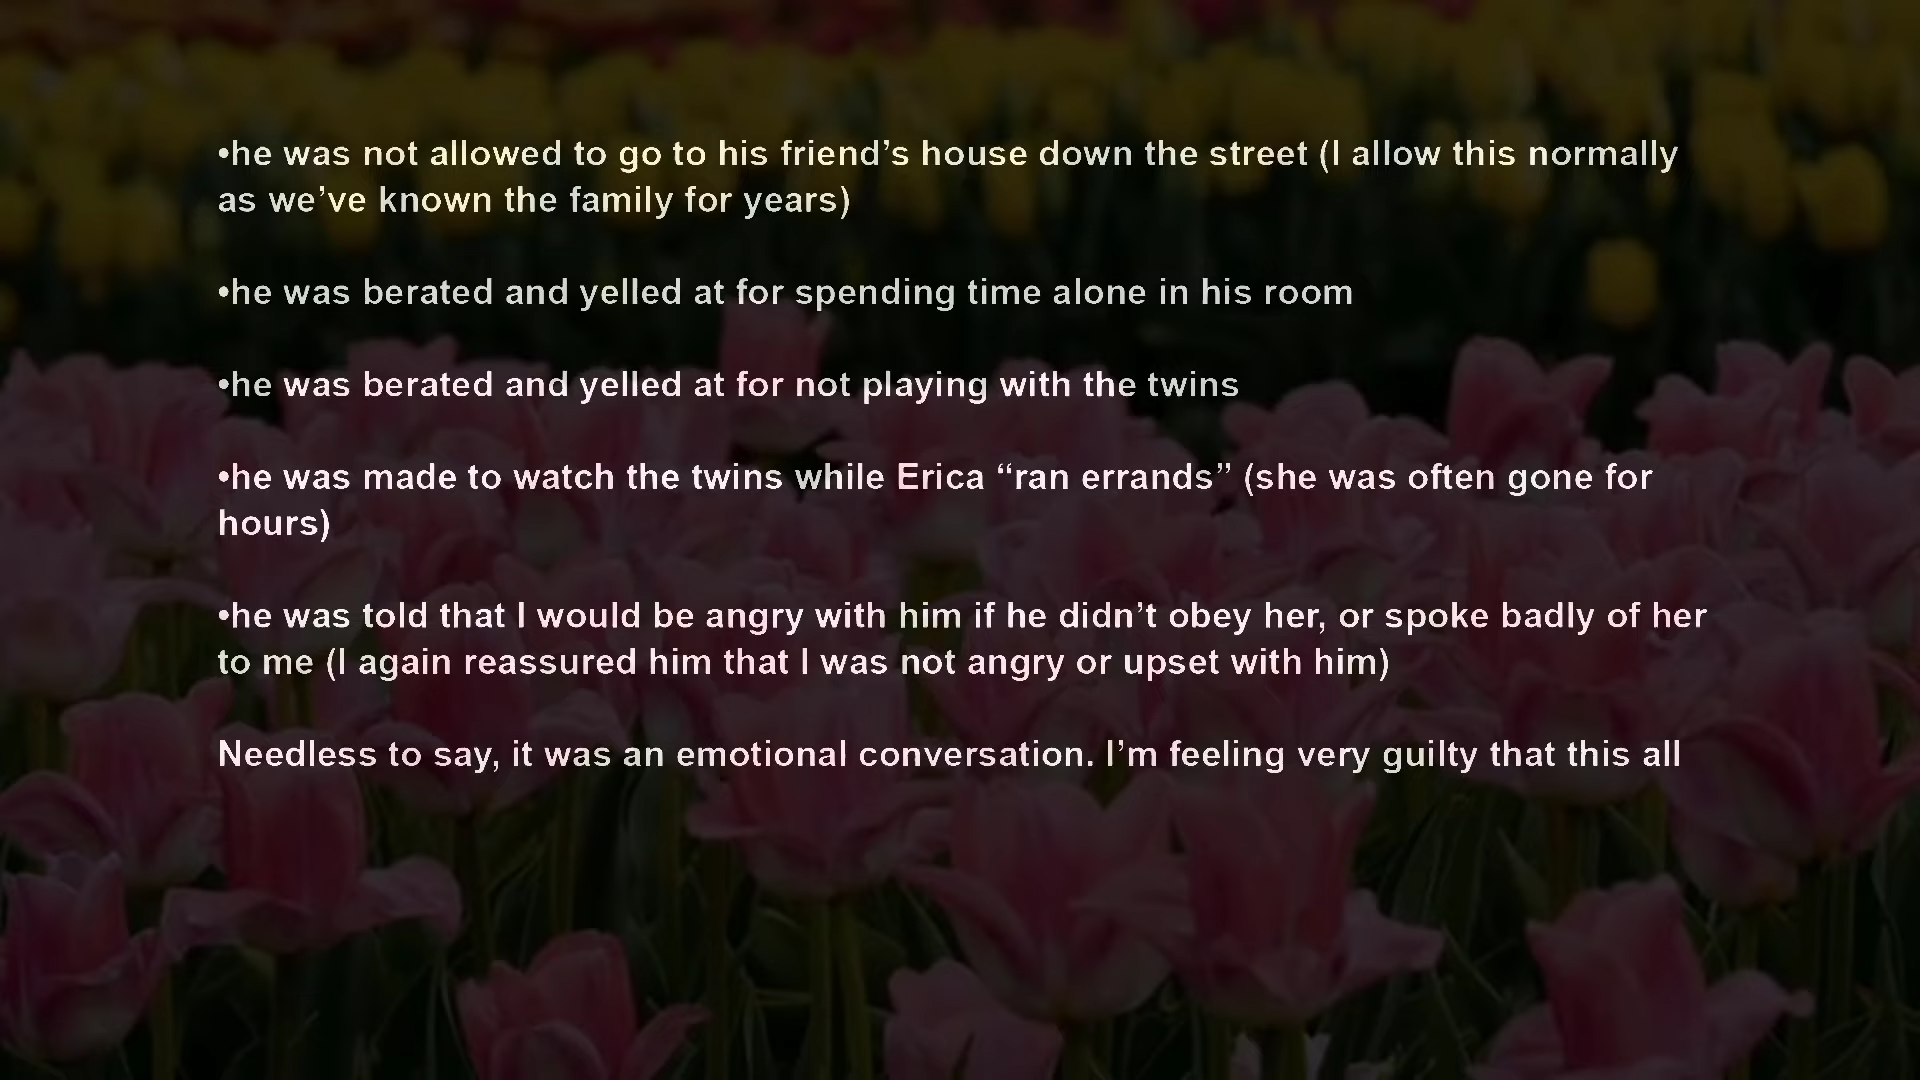 •he was not allowed to go to his friend’s house down the street (I allow this normally
as we’ve known the family for years)
•he was berated and yelled at for spending time alone in his room
•he was berated and yelled at for not playing with the twins
•he was made to watch the twins while Erica “ran errands” (she was often gone for
hours)
•he was told that I would be angry with him if he didn’t obey her, or spoke badly of her
to me (I again reassured him that I was not angry or upset with him)
Needless to say, it was an emotional conversation. I’m feeling very guilty that this all